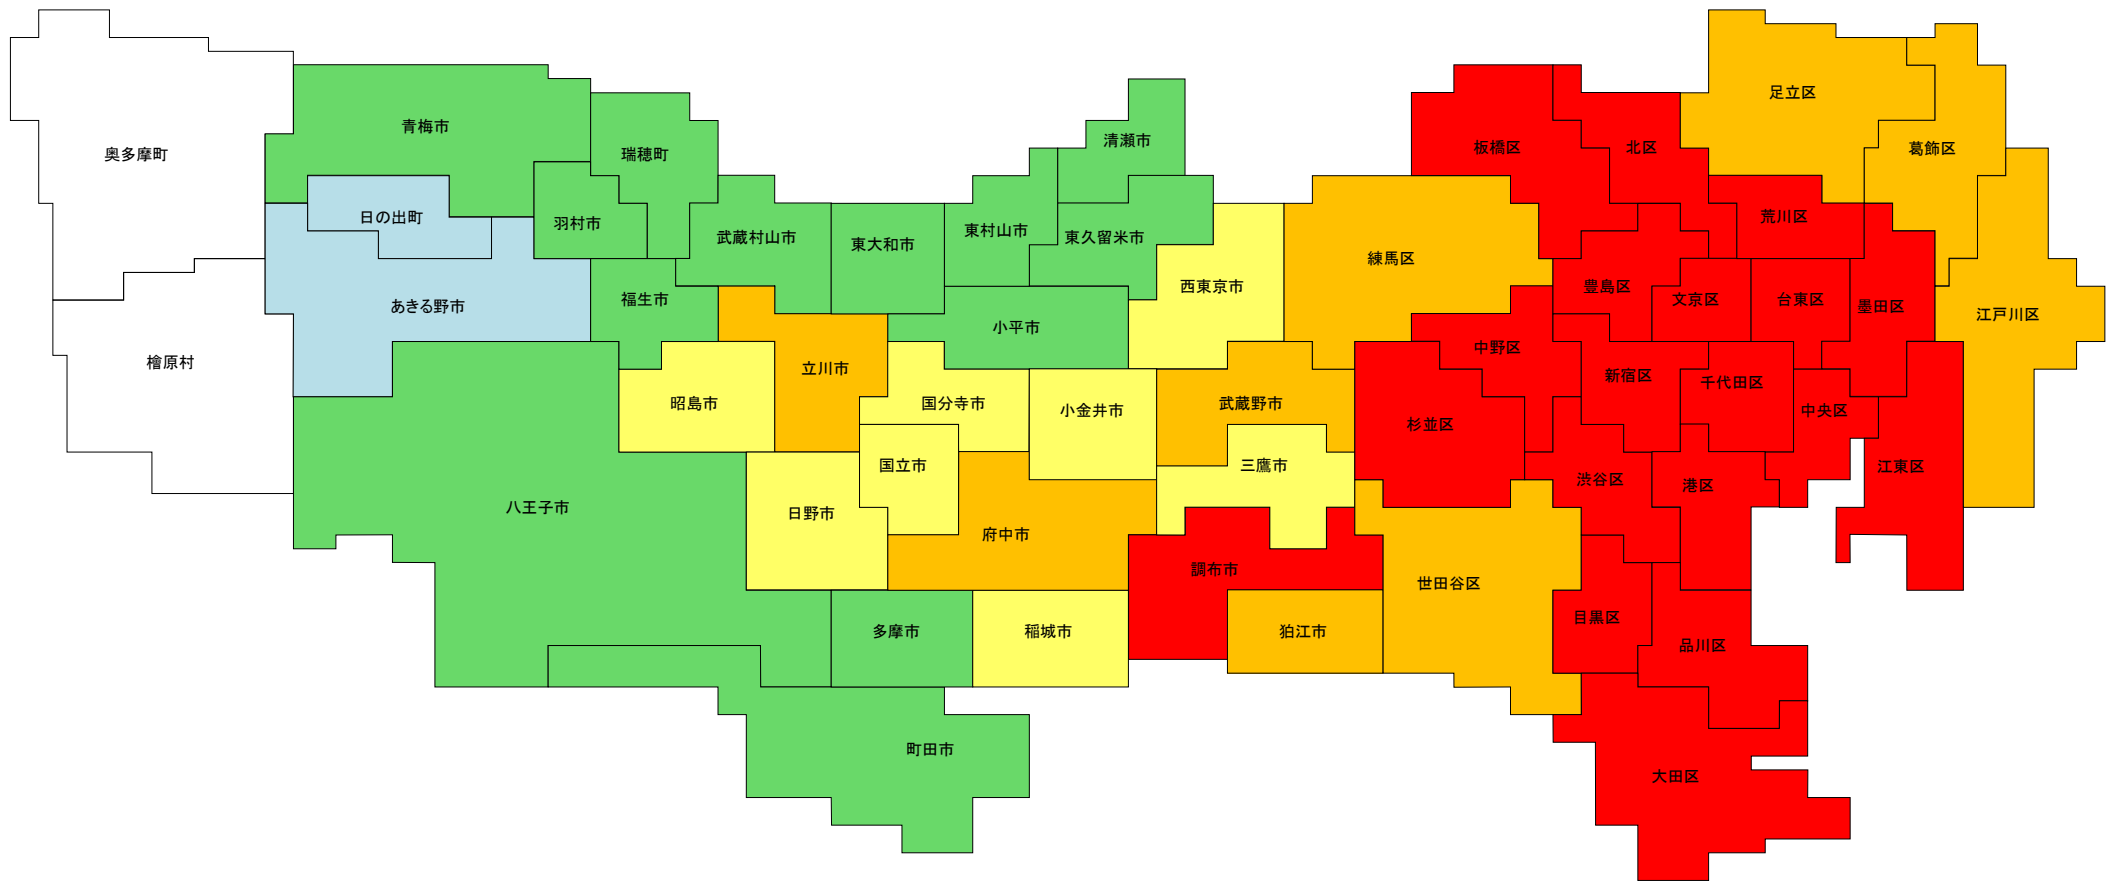 足立区
青梅市
清瀬市
奥多摩町
瑞穂町
板橋区
北区
葛飾区
日の出町
羽村市
武蔵村山市
東大和市
東村山市
東久留米市
荒川区
練馬区
あきる野市
福生市
西東京市
豊島区
文京区
台東区
墨田区
江戸川区
小平市
檜原村
立川市
中野区
新宿区
千代田区
昭島市
国分寺市
小金井市
武蔵野市
杉並区
中央区
国立市
三鷹市
渋谷区
港区
江東区
八王子市
日野市
府中市
調布市
世田谷区
多摩市
稲城市
狛江市
目黒区
品川区
町田市
大田区